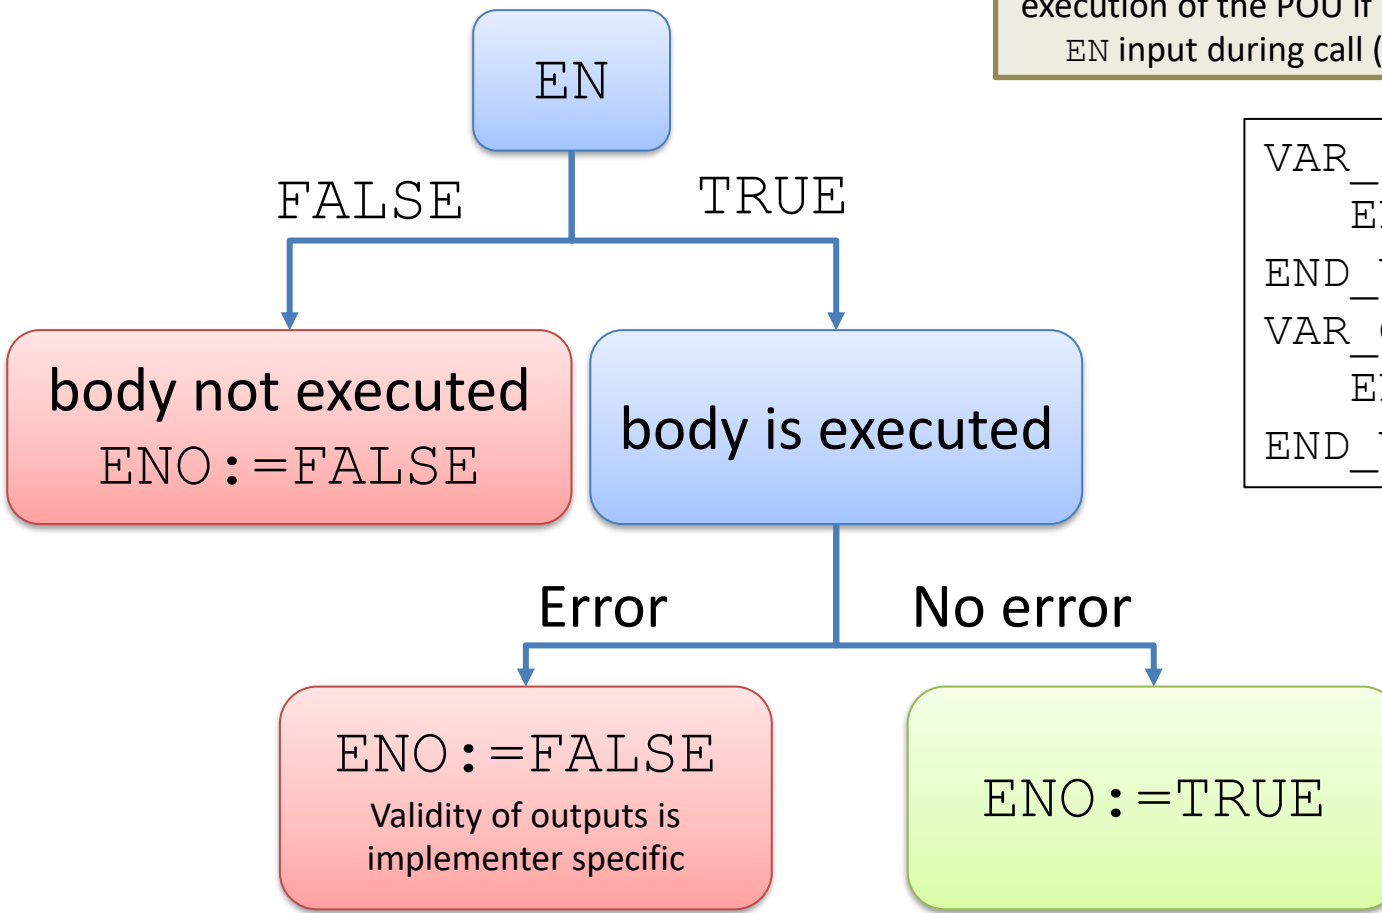 execution of the POU if
EN input during call (
EN
FALSE
TRUE
VAR_
END_
VAR_
END_
body not executed
ENO:=FALSE
body is executed
Error
No error
ENO:=FALSE
Validity of outputs is
implementer specific
ENO:=TRUE